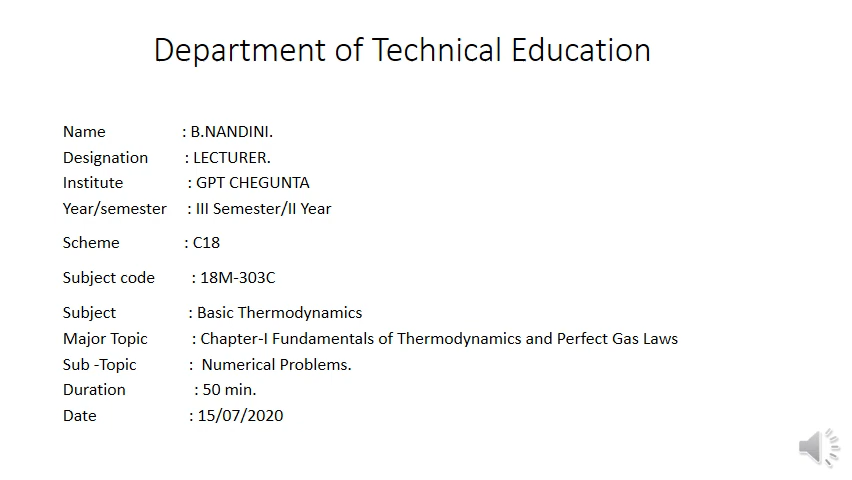 Department of Technical Education
Name : B.NANDINI.
Designation : LECTURER.
Institute : GPT CHEGUNTA
Year/semester : III Semester/II Year
Scheme : C18
Subject code : 18M-303C
Subject : Basic Thermodynamics
Major Topic : Chapter-I Fundamentals of Thermodynamics and Perfect Gas Laws
Sub -Topic : Numerical Problems.
Duration : 50 min.
Date : 15/07/2020